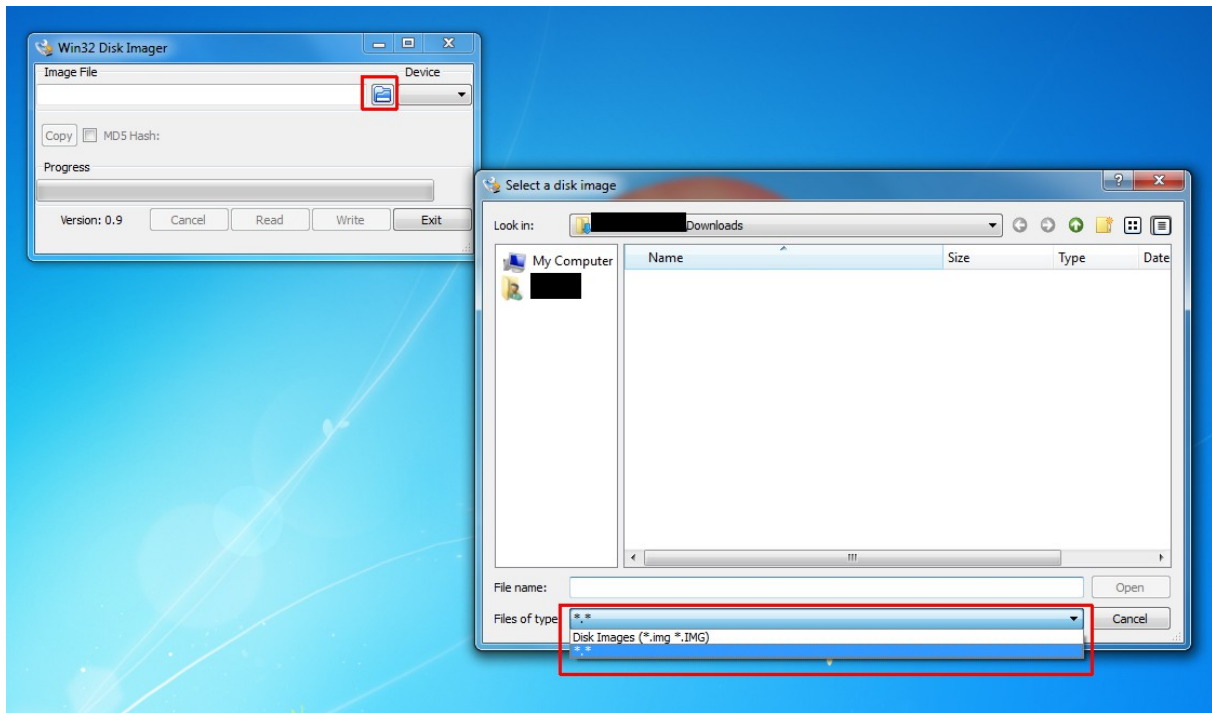 Win32 Disk Imager
Image File
Device
Copy
MD5 Hash:
Progress
Version: 0.9
Cancel
Read
Write
Exit
Select a disk image
Look in:
Downloads
My Computer
Name
Size
Type
Date
File name:
Open
Files of type
*.*
Cancel
Disk Images (*.img *.IMG)
*.*